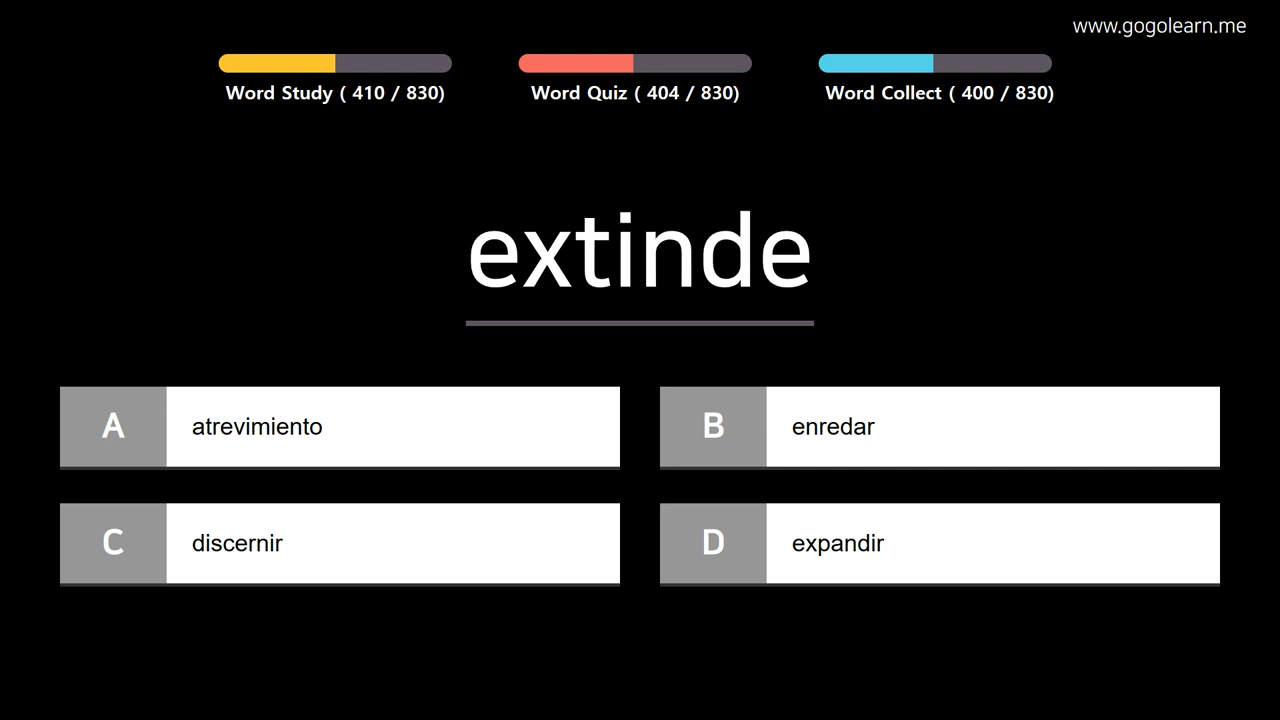 www.gogolearn.me
Word Study ( 410 / 830)
Word Quiz ( 404 / 830)
Word Collect ( 400 / 830)
extinde
A atrevimiento
B enredar
C discernir
D expandir